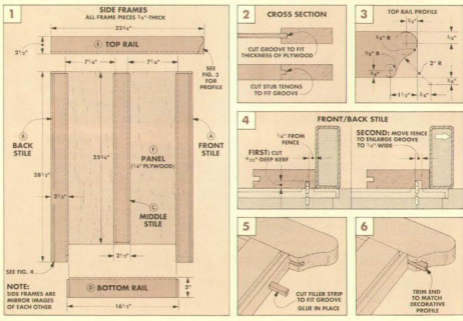 1
SIDE FRAMES
ALL FRAME PIECES ¾"-THICK
22¾"
2½"
E TOP RAIL
SEE
FIG. 3
FOR
PROFILE
7¼"
7¼"
B
BACK
STILE
A
FRONT
STILE
25¾"
F
PANEL
(¼" PLYWOOD)
28½"
2½"
C
MIDDLE
STILE
2½"
SEE FIG. 4
NOTE:
SIDE FRAMES ARE
MIRROR IMAGES
OF EACH OTHER
D BOTTOM RAIL
2"
16½"
2
CROSS SECTION
CUT GROOVE TO FIT
THICKNESS OF PLYWOOD
CUT STUB TENONS
TO FIT GROOVE
3
TOP RAIL PROFILE
2" R
1½"
4
FRONT/BACK STILE
FROM
FENCE
FIRST: CUT
DEEP KERF
SECOND: MOVE FENCE
TO ENLARGE GROOVE
TO ¼" WIDE
5
CUT FILLER STRIP
TO FIT GROOVE
GLUE IN PLACE
6
TRIM END
TO MATCH
DECORATIVE
PROFILE